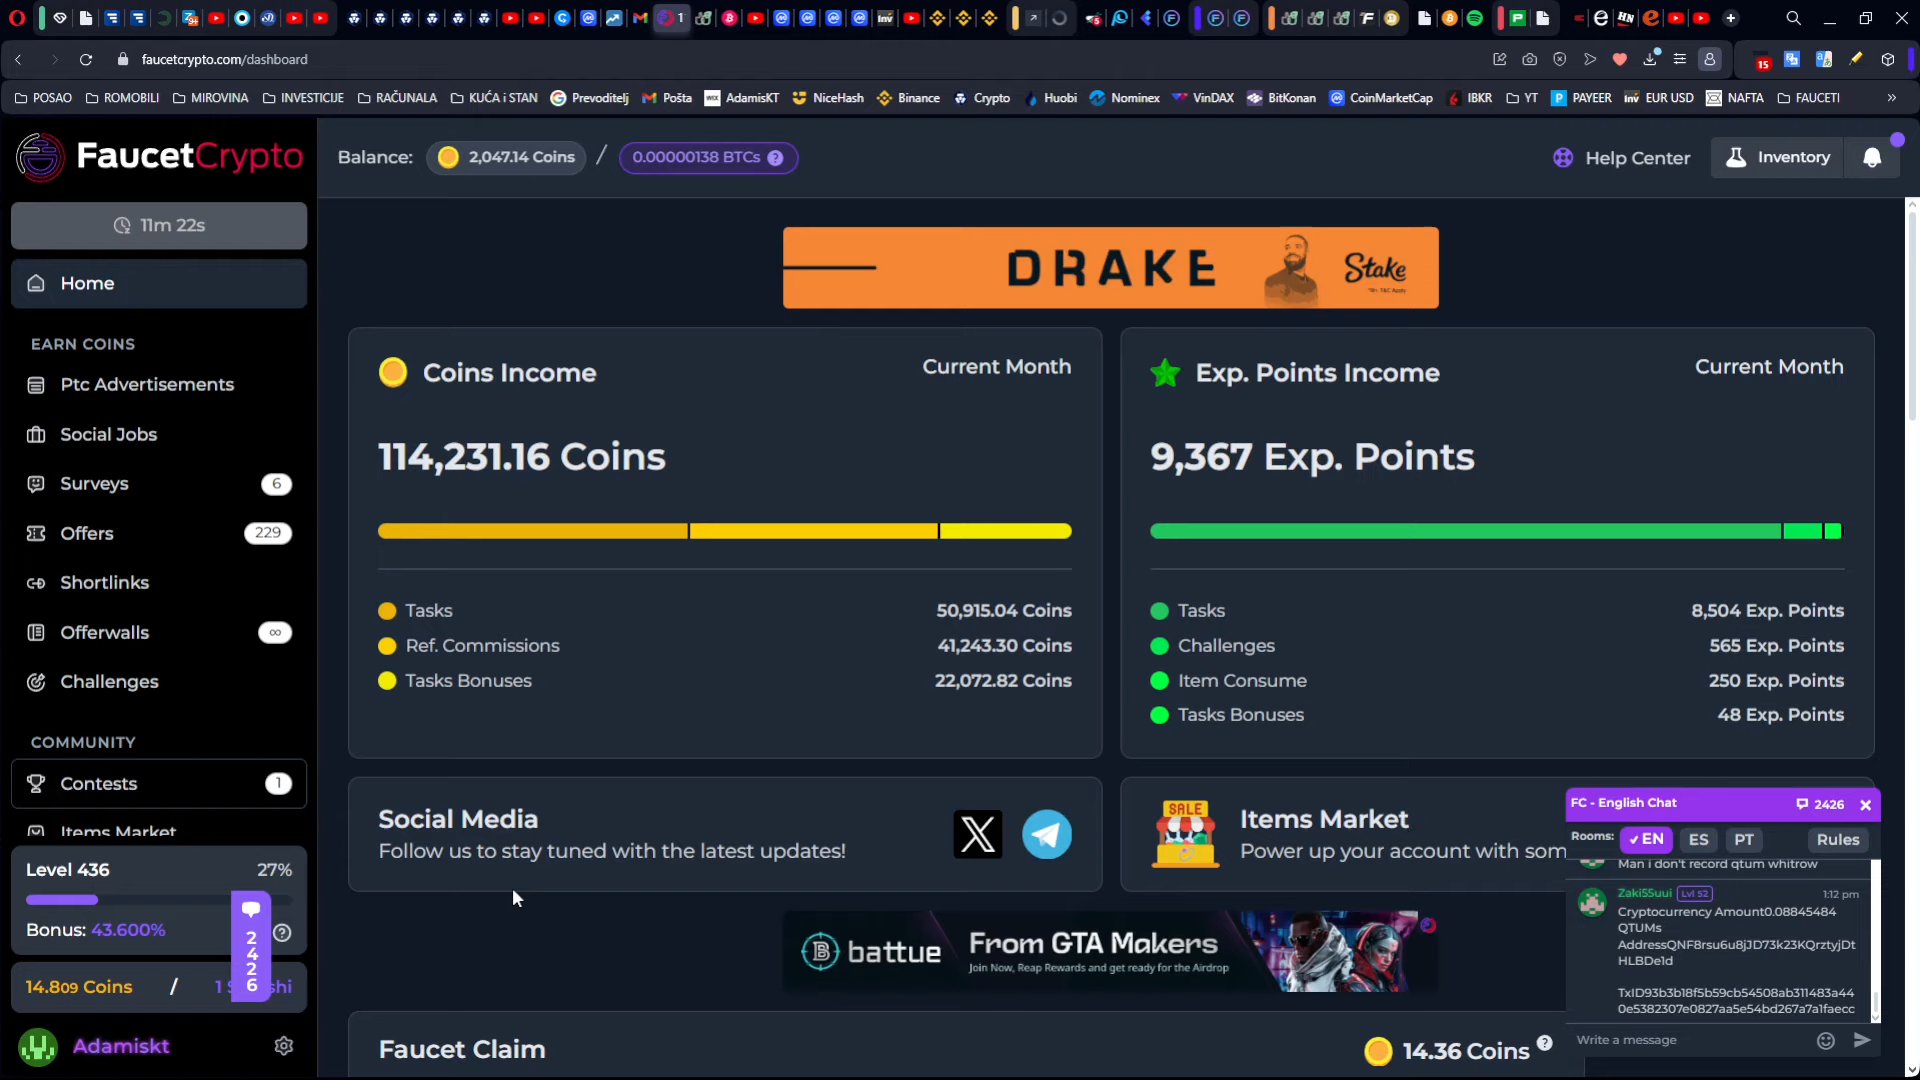 1
faucetcrypto.com/dashboard
15
POSAO
ROMOBILI
MIROVINA
INVESTICIJE
RAČUNALA
KUĆA i STAN
Prevoditelj
Pošta
AdamisKT
NiceHash
Binance
Crypto
Huobi
Nominex
VinDAX
BitKonan
CoinMarketCap
IBKR
YT
PAYEER
EUR USD
NAFTA
FAUCETI
FaucetCrypto
Balance: 2,047.14 Coins / 0.00000138 BTCs ?
Help Center
Inventory
11m 22s
Home
EARN COINS
Ptc Advertisements
Social Jobs
Surveys 6
Offers 229
Shortlinks
Offerwalls ∞
Challenges
COMMUNITY
Contests 1
Items Market
Level 436 27%
Bonus: 43.600%
2426
14.809 Coins / 1
Adamiskt
DRAKE
Stake
Coins Income Current Month
114,231.16 Coins
Tasks 50,915.04 Coins
Ref. Commissions 41,243.30 Coins
Tasks Bonuses 22,072.82 Coins
Exp. Points Income Current Month
9,367 Exp. Points
Tasks 8,504 Exp. Points
Challenges 565 Exp. Points
Item Consume 250 Exp. Points
Tasks Bonuses 48 Exp. Points
Social Media
Follow us to stay tuned with the latest updates!
SALE
Items Market
Power up your account with som
battue
From GTA Makers
Join Now, Reap Rewards and get ready for the Airdrop
Faucet Claim 14.36 Coins ?
FC - English Chat 2426
Rooms: EN ES PT Rules
Man i don't record qtum whitrow
Zaki55uui Lvl 52 1:12 pm
Cryptocurrency Amount0.08845484
QTUMs
AddressQNF8rsu6u8jJD73k23KQrztyjDt
HLBDe1d
TxID93b3b18f5b59cb54508ab311483a44
0e5382307e0827aa5e54bd267a7a1faecc
Write a message